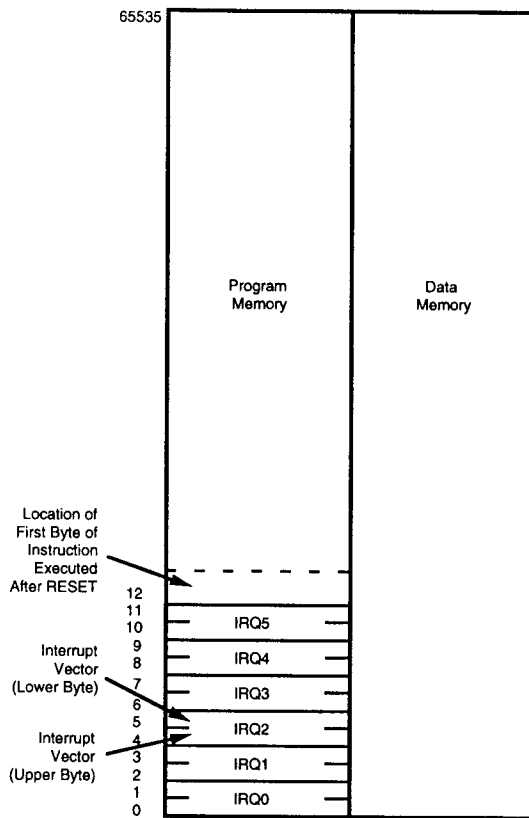 65535
Program
Memory
Data
Memory
Location of
First Byte of
Instruction
Executed
After RESET
12
11
10
IRQ5
9
8
IRQ4
Interrupt
Vector
(Lower Byte)
7
6
IRQ3
5
4
IRQ2
Interrupt
Vector
(Upper Byte)
3
2
IRQ1
1
0
IRQ0